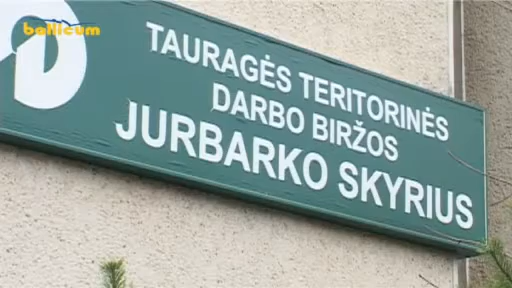 balticum
TAURAGĖS TERITORINĖS
DARBO BIRŽOS
JURBARKO SKYRIUS